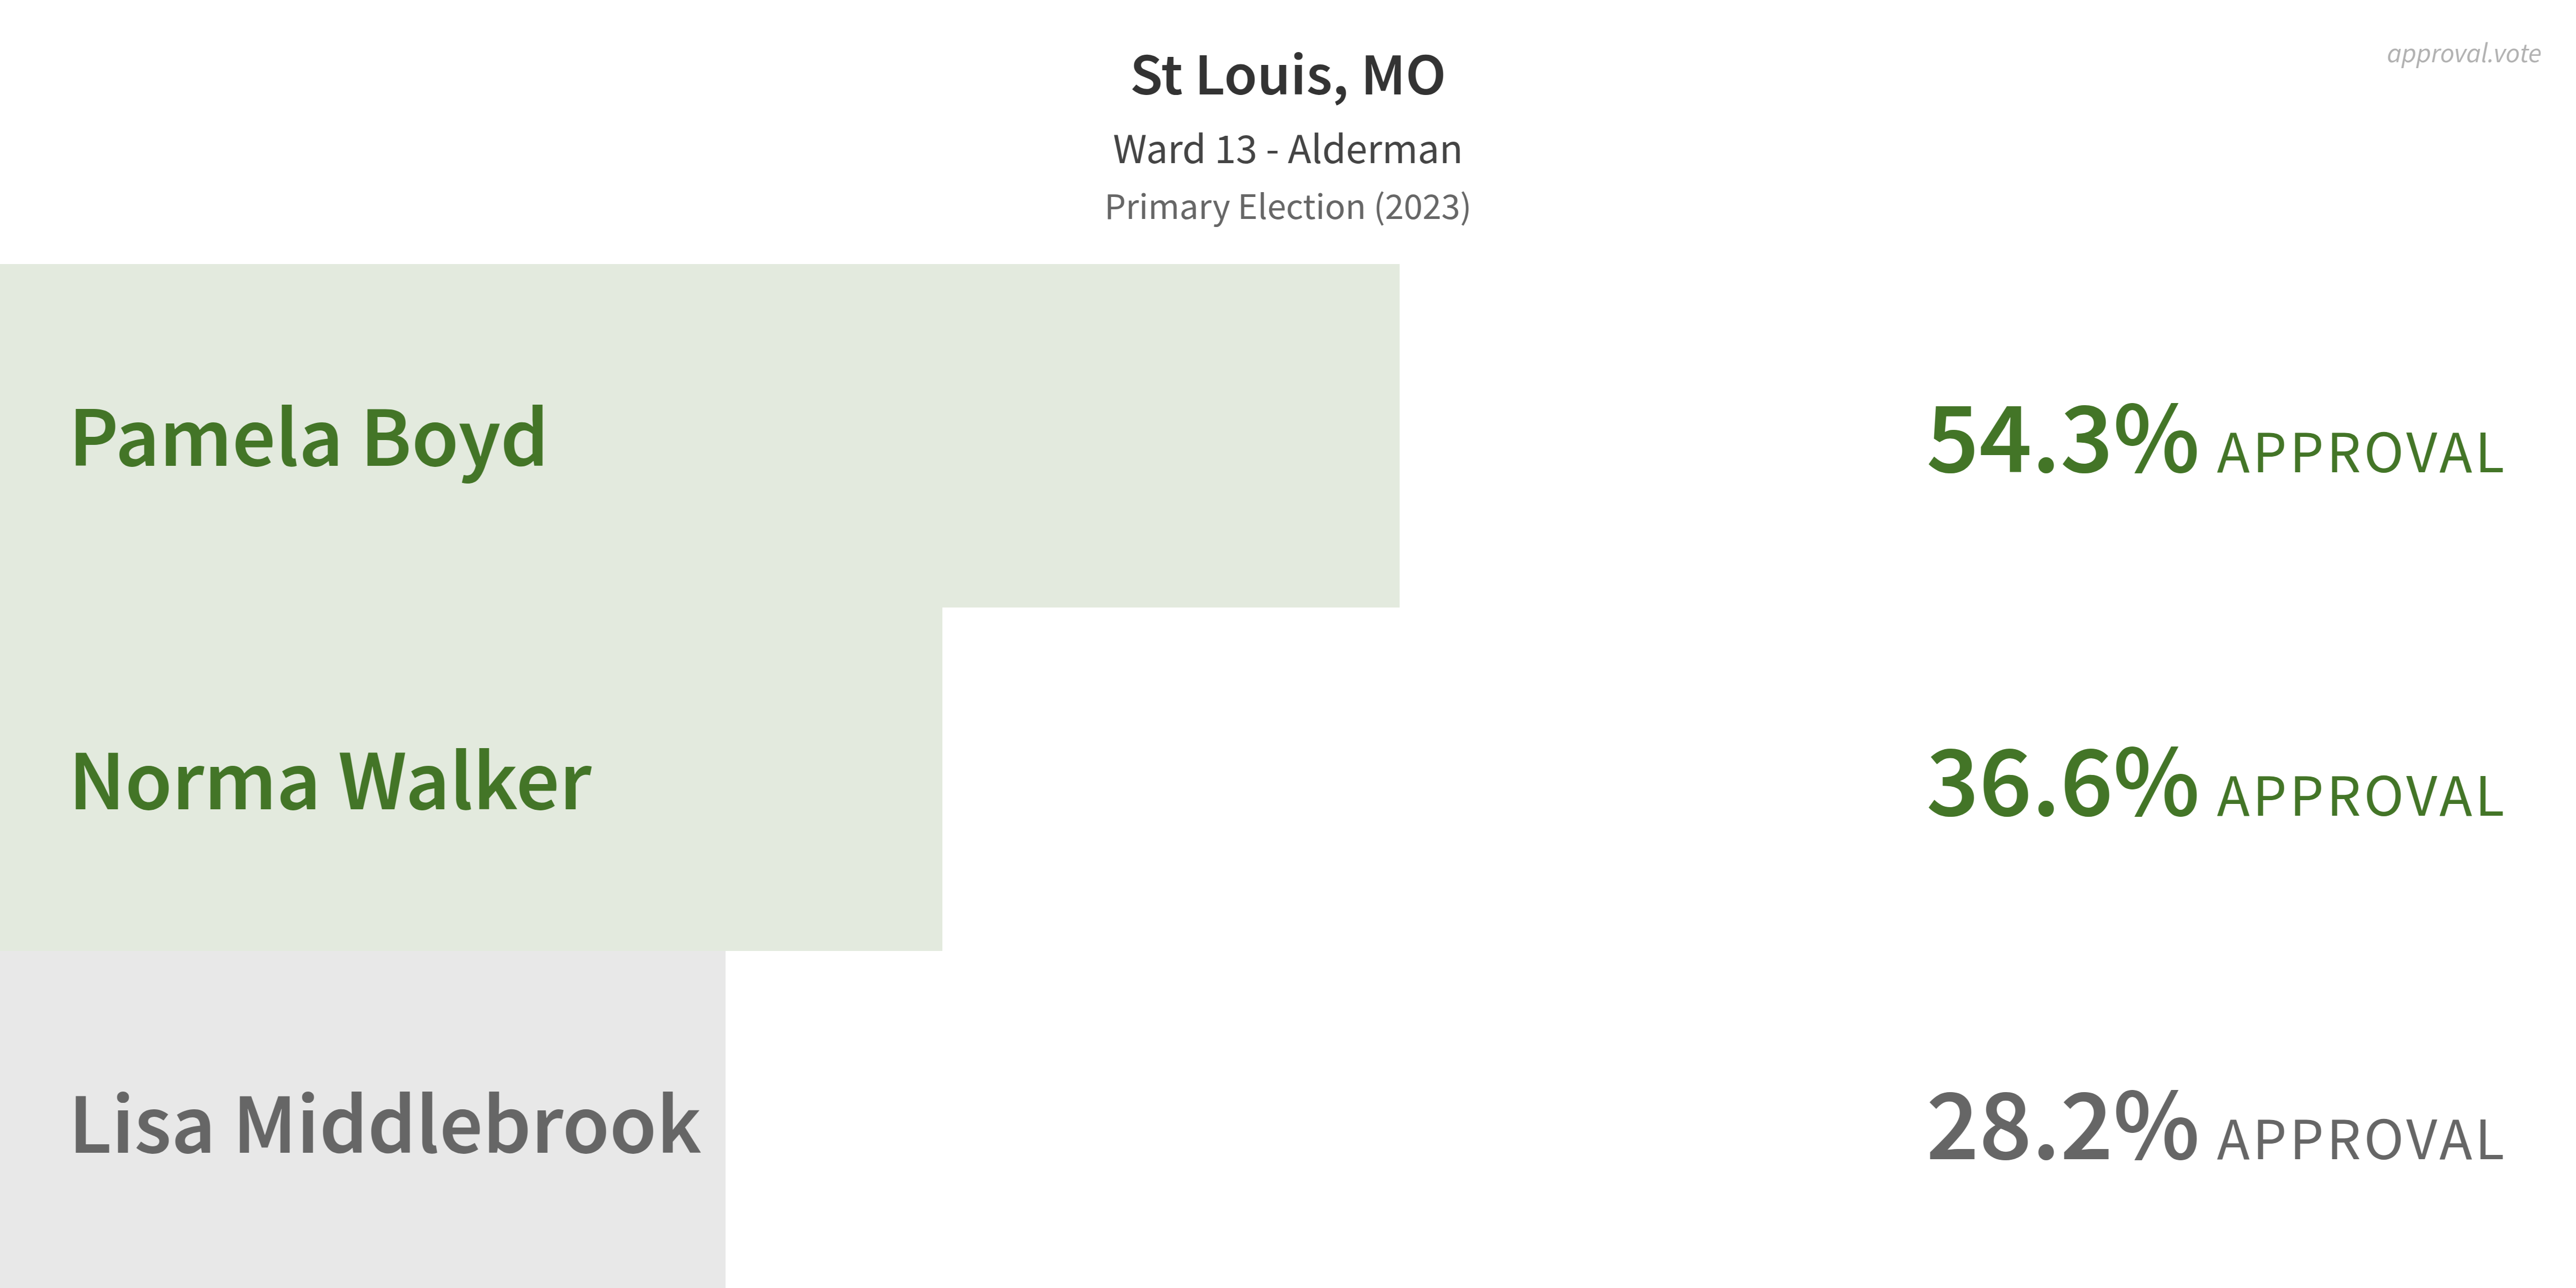 St Louis, MO
approval.vote
Ward 13 - Alderman
Primary Election (2023)
Pamela Boyd 54.3% APPROVAL
Norma Walker 36.6% APPROVAL
Lisa Middlebrook 28.2% APPROVAL